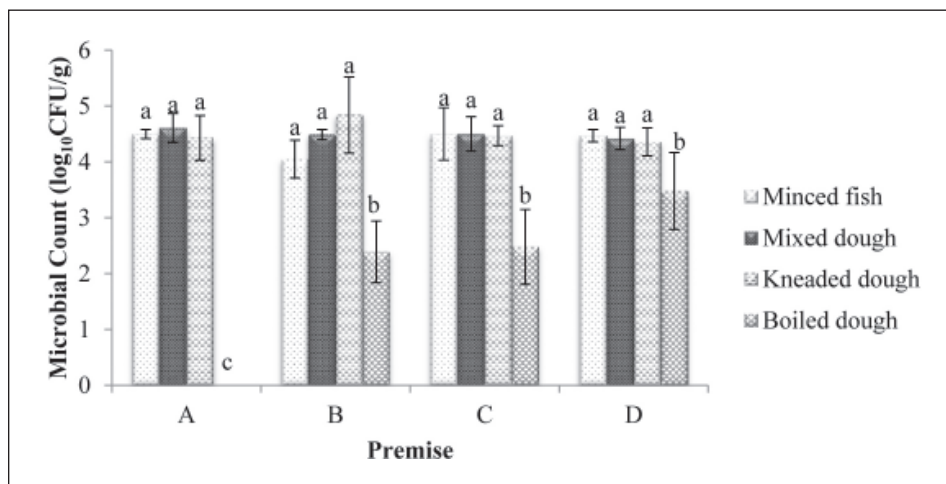 Microbial Count (log₁₀CFU/g)
6
5
4
3
2
1
0
a a a c
a a a b
a a a b
a a a b
A B C D
Premise
Minced fish
Mixed dough
Kneaded dough
Boiled dough